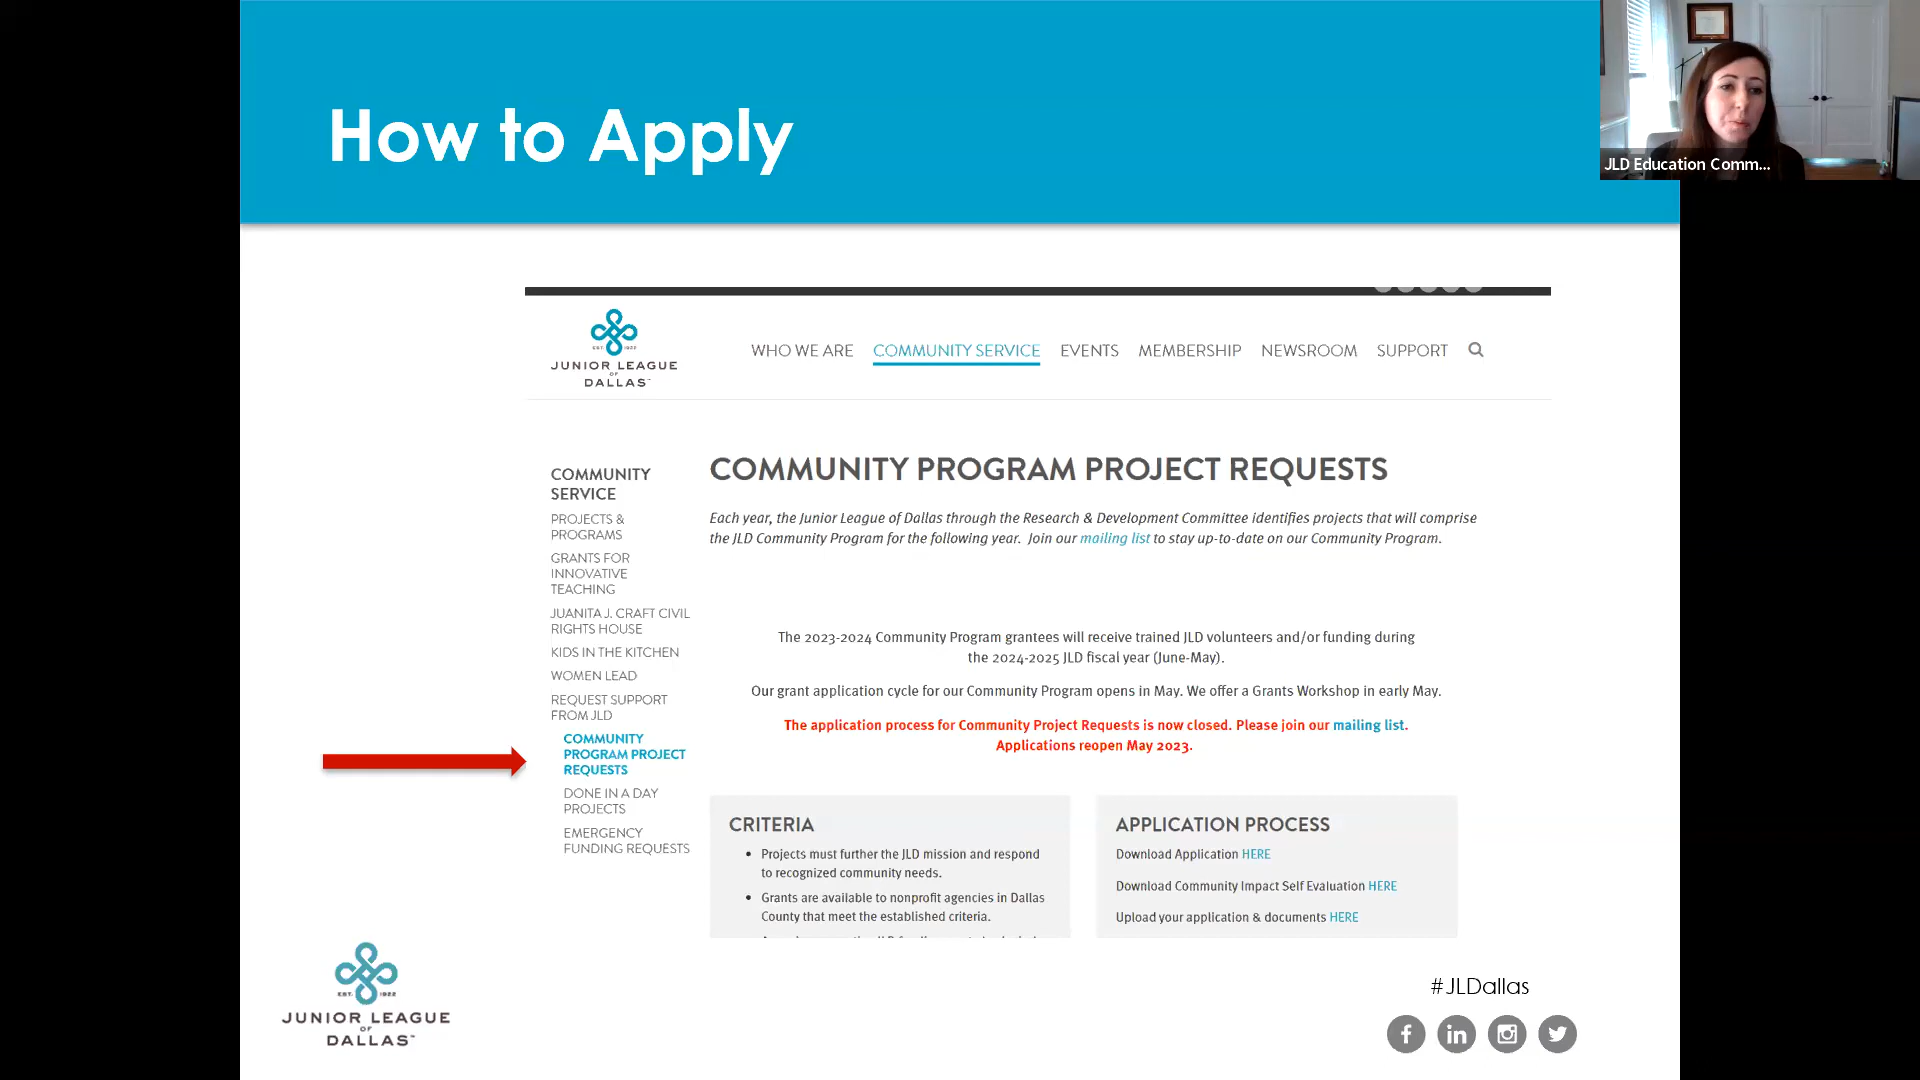 How to Apply
JLD Education Comm...
EST. 1922
JUNIOR LEAGUE
OF
DALLAS
WHO WE ARE COMMUNITY SERVICE EVENTS MEMBERSHIP NEWSROOM SUPPORT
COMMUNITY
SERVICE
PROJECTS &
PROGRAMS
GRANTS FOR
INNOVATIVE
TEACHING
JUANITA J. CRAFT CIVIL
RIGHTS HOUSE
KIDS IN THE KITCHEN
WOMEN LEAD
REQUEST SUPPORT
FROM JLD
COMMUNITY
PROGRAM PROJECT
REQUESTS
DONE IN A DAY
PROJECTS
EMERGENCY
FUNDING REQUESTS
COMMUNITY PROGRAM PROJECT REQUESTS
Each year, the Junior League of Dallas through the Research & Development Committee identifies projects that will comprise
the JLD Community Program for the following year. Join our mailing list to stay up-to-date on our Community Program.
The 2023-2024 Community Program grantees will receive trained JLD volunteers and/or funding during
the 2024-2025 JLD fiscal year (June-May).
Our grant application cycle for our Community Program opens in May. We offer a Grants Workshop in early May.
The application process for Community Project Requests is now closed. Please join our mailing list.
Applications reopen May 2023.
CRITERIA
• Projects must further the JLD mission and respond
to recognized community needs.
• Grants are available to nonprofit agencies in Dallas
County that meet the established criteria.
APPLICATION PROCESS
Download Application HERE
Download Community Impact Self Evaluation HERE
Upload your application & documents HERE
EST. 1922
JUNIOR LEAGUE
OF
DALLAS™
#JLDallas